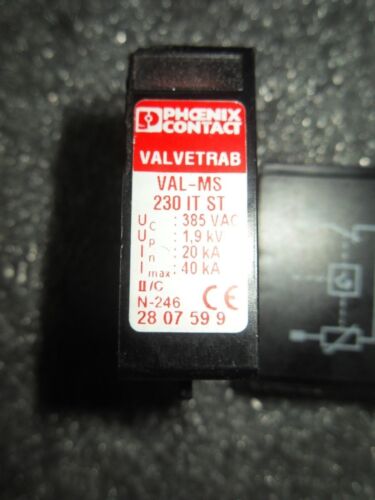 PHŒNIX
CONTACT
VALVETRAB
VAL-MS
230 IT ST
UC : 385 VAC
UP : 1,9 kV
In : 20 kA
Imax : 40 kA
II/C
N-246 CE
28 07 59 9